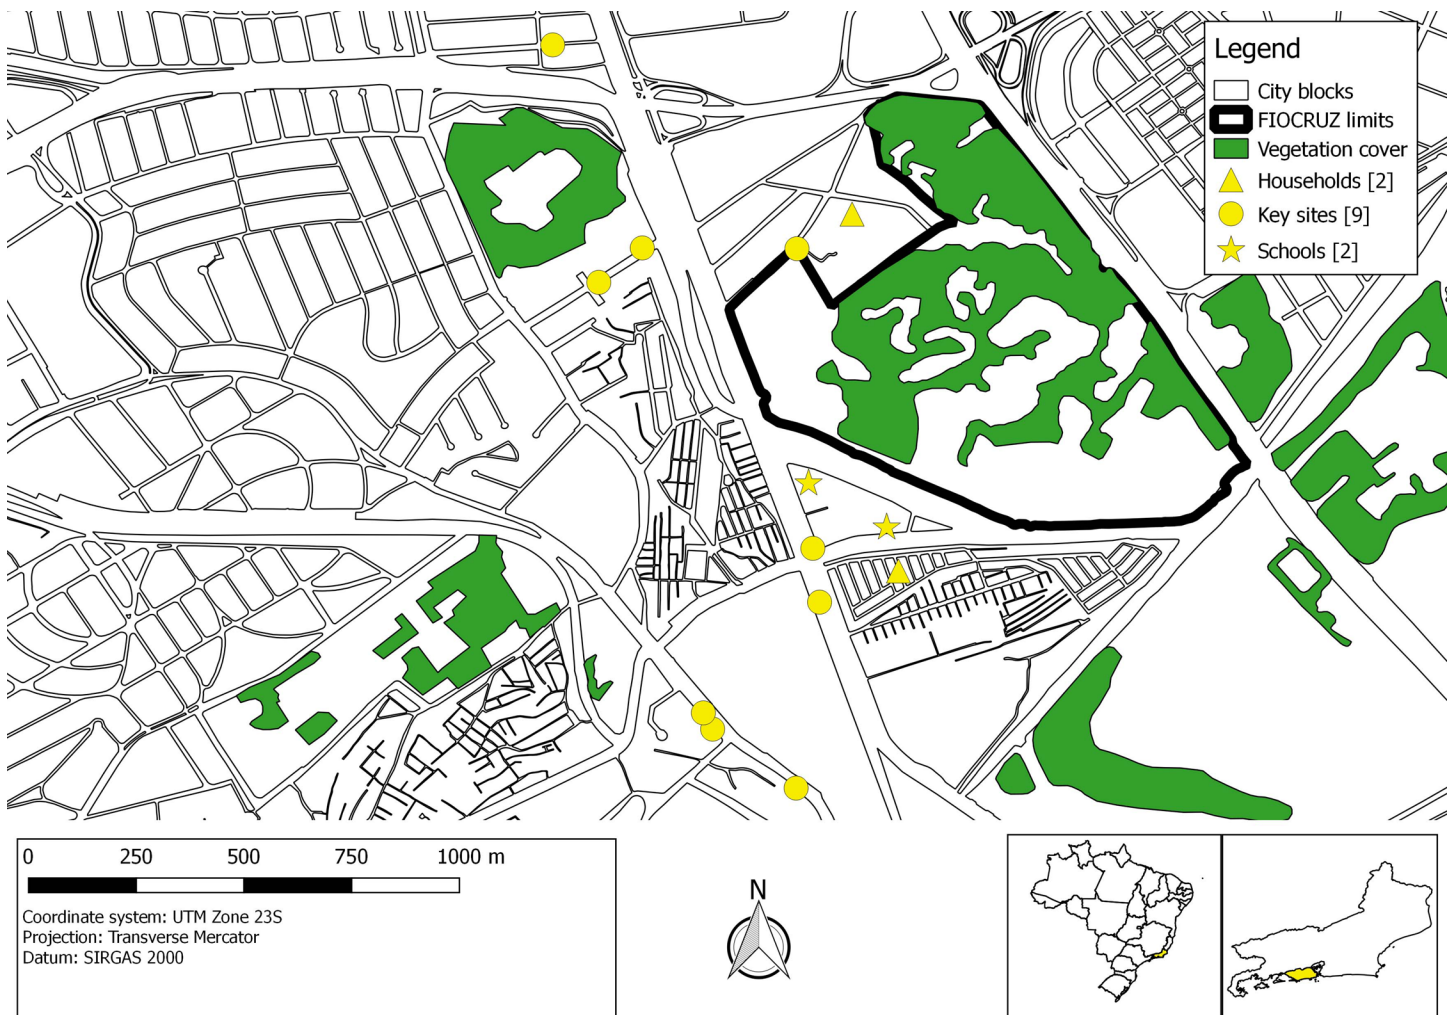 Legend
City blocks
FIOCRUZ limits
Vegetation cover
Households [2]
Key sites [9]
Schools [2]
0 250 500 750 1000 m
Coordinate system: UTM Zone 23S
Projection: Transverse Mercator
Datum: SIRGAS 2000
N